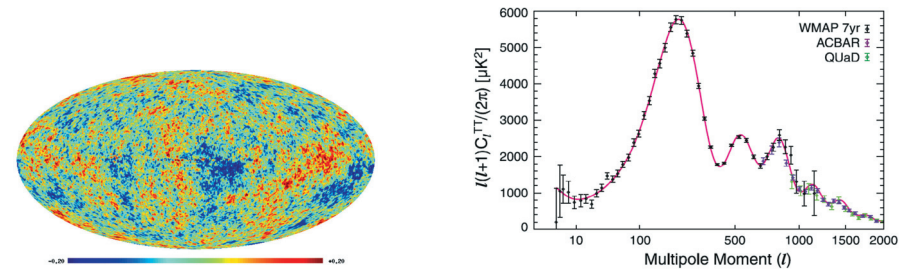 -0.20
+0.20
6000
5000
4000
3000
2000
1000
0
l(l+1)C_l^TT/(2π) [μK²]
WMAP 7yr
ACBAR
QUaD
10 100 500 1000 1500 2000
Multipole Moment (l)